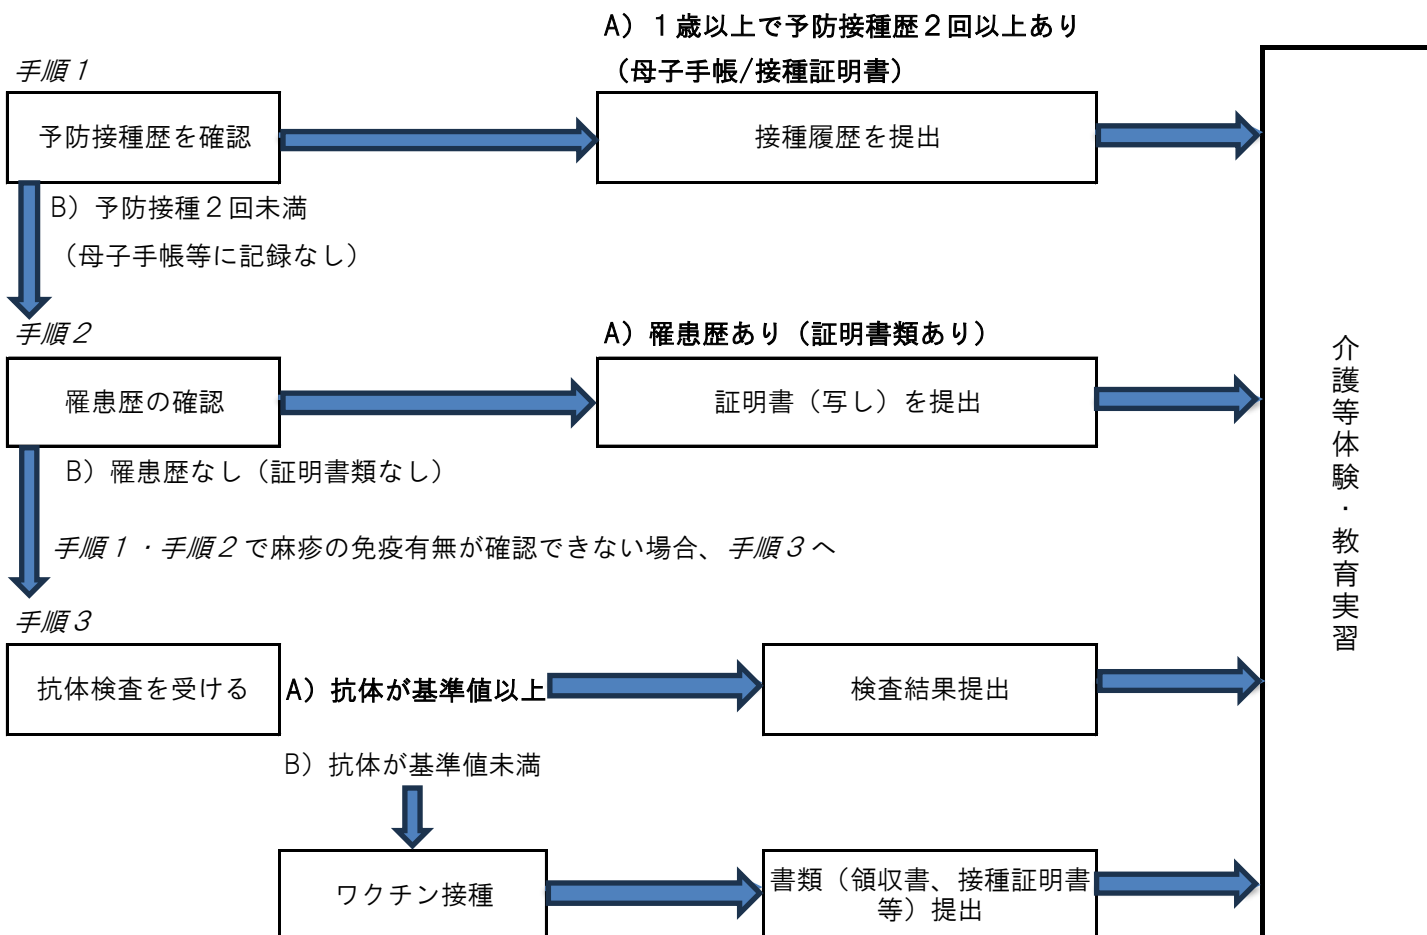 A）１歳以上で予防接種歴２回以上あり
（母子手帳/接種証明書）
手順１
予防接種歴を確認
接種履歴を提出
B）予防接種２回未満
（母子手帳等に記録なし）
手順２
A）罹患歴あり（証明書類あり）
罹患歴の確認
証明書（写し）を提出
B）罹患歴なし（証明書類なし）
手順１・手順２で麻疹の免疫有無が確認できない場合、手順３へ
手順３
抗体検査を受ける
A）抗体が基準値以上
検査結果提出
B）抗体が基準値未満
ワクチン接種
書類（領収書、接種証明書
等）提出
介護等体験・教育実習